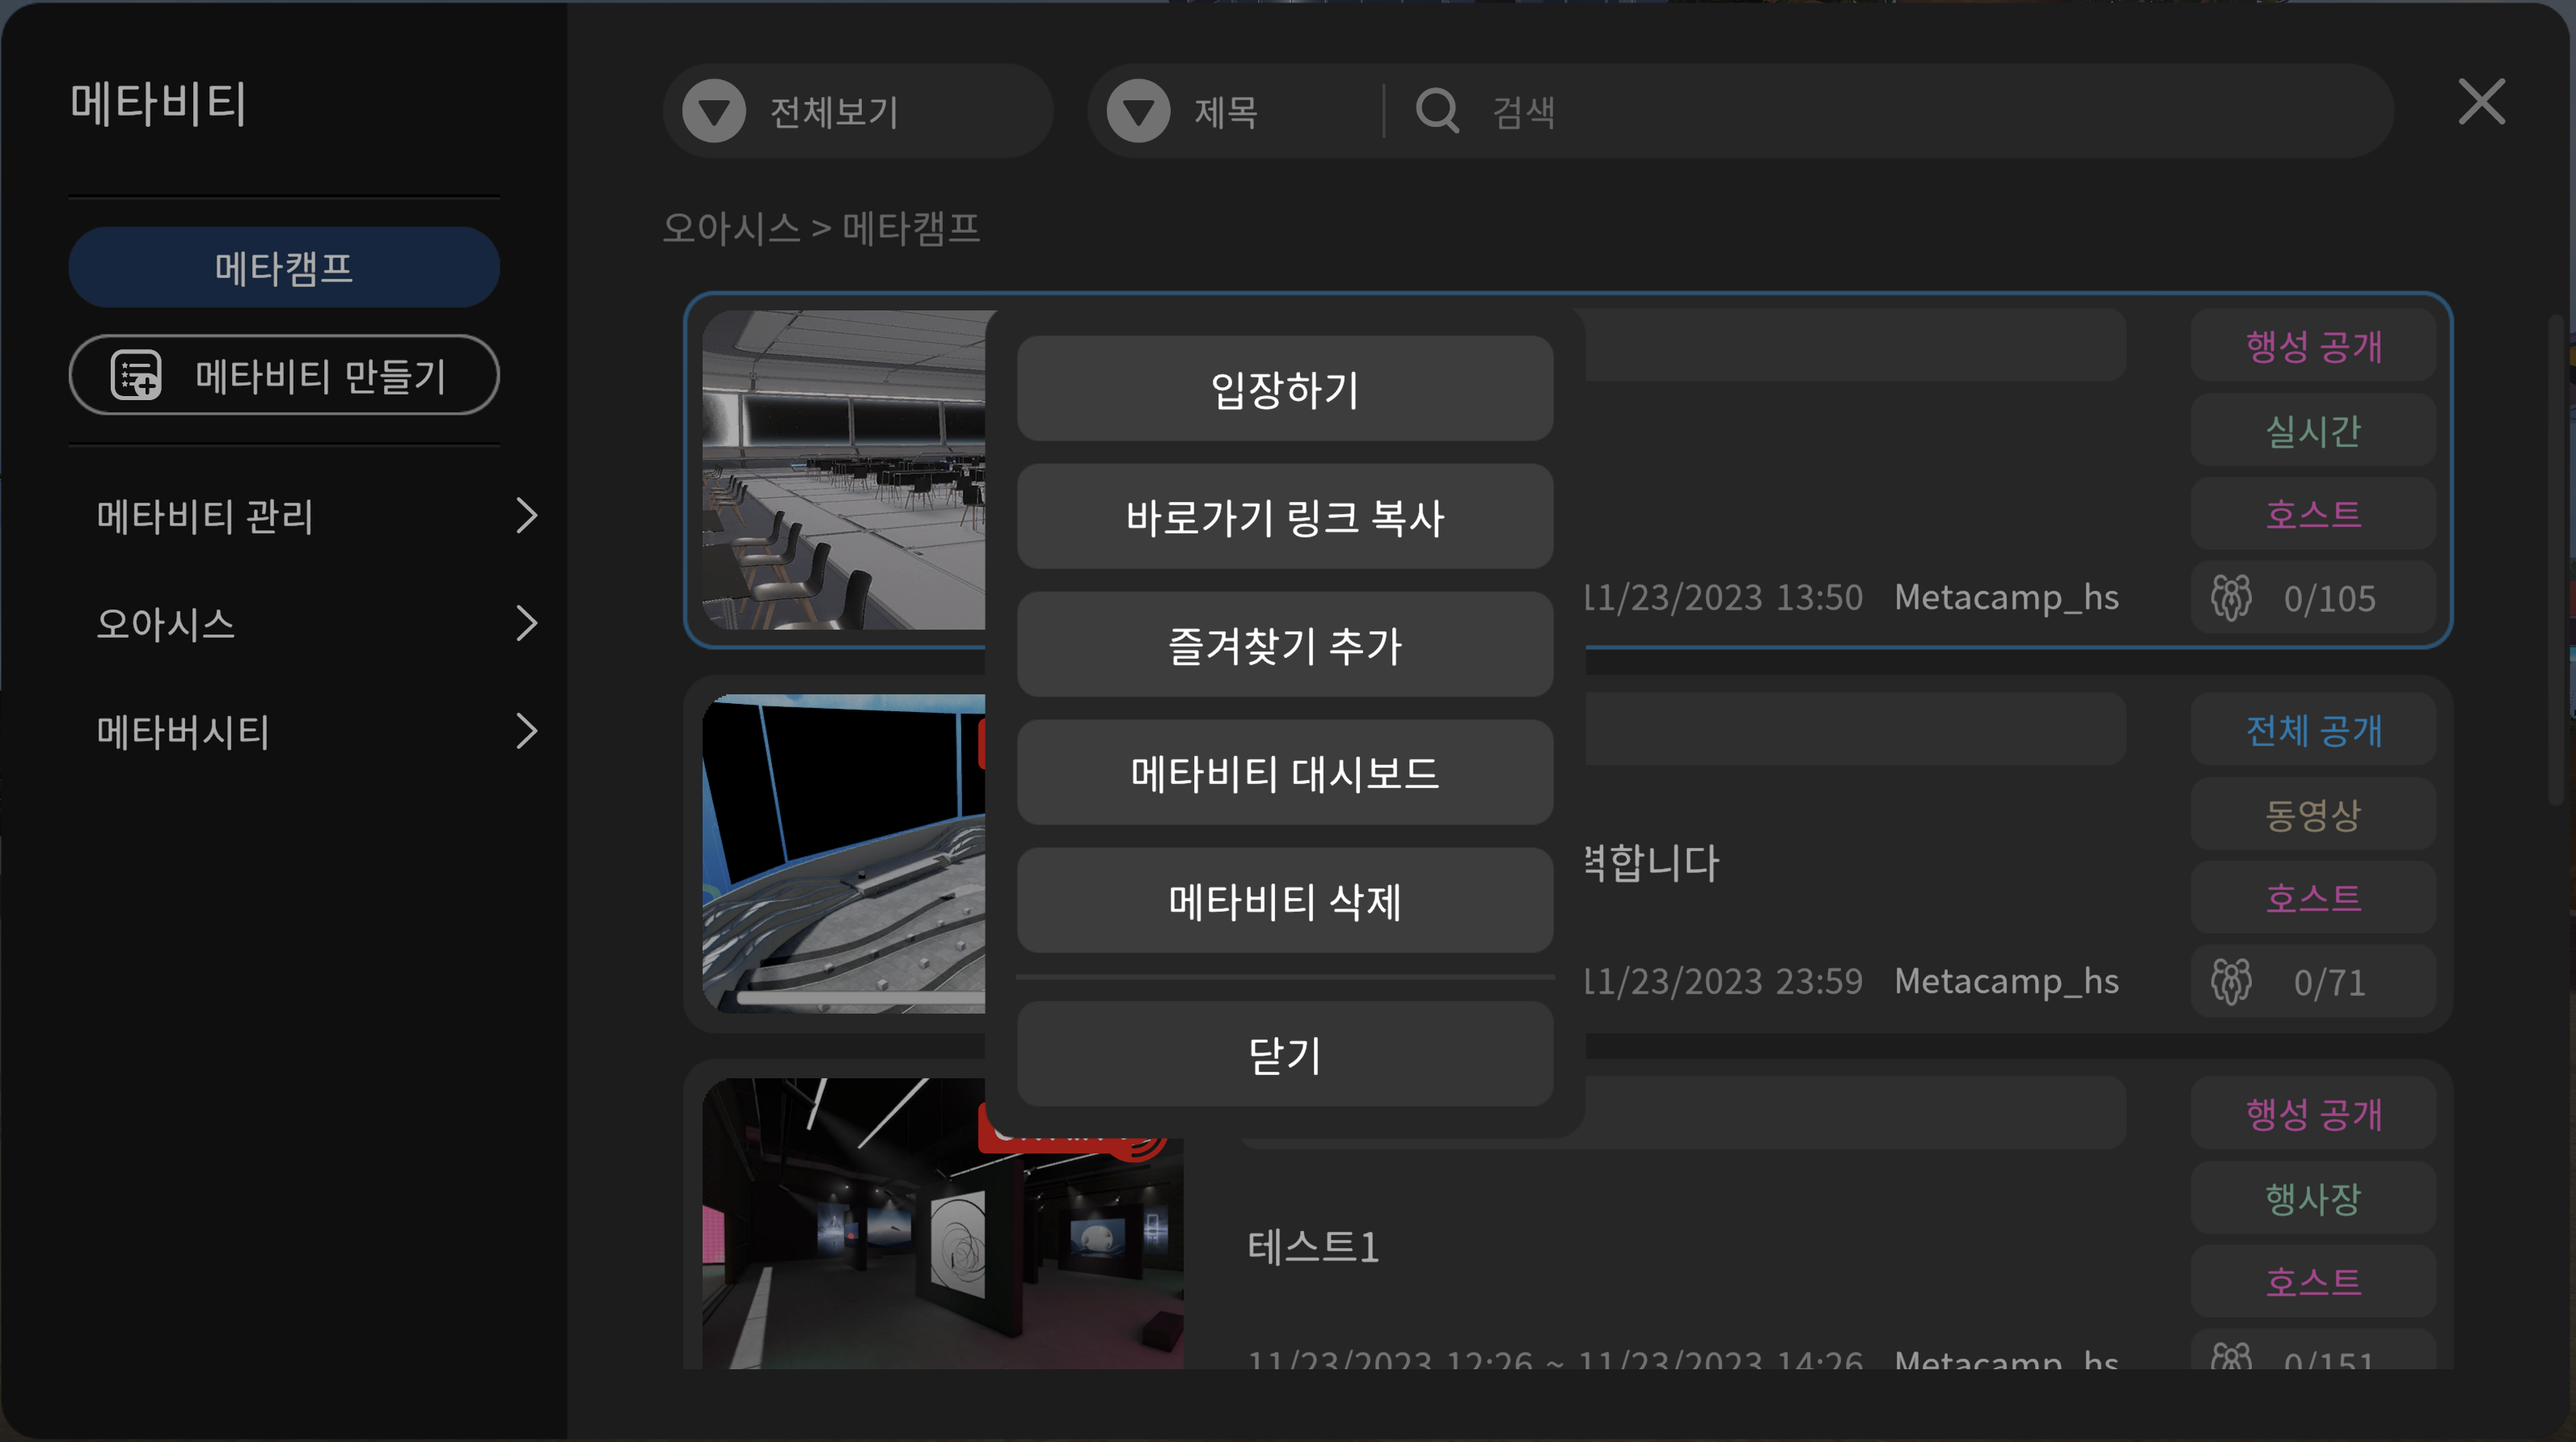 메타비티
메타캠프
메타비티 만들기
메타비티 관리
오아시스
메타버시티
전체보기
제목
검색
오아시스 > 메타캠프
입장하기
바로가기 링크 복사
즐겨찾기 추가
메타비티 대시보드
메타비티 삭제
닫기
행성 공개
실시간
호스트
11/23/2023 13:50 Metacamp_hs 0/105
전체 공개
동영상
력합니다
호스트
11/23/2023 23:59 Metacamp_hs 0/71
행성 공개
행사장
테스트1
호스트
11/23/2023 12:26 ~ 11/23/2023 14:26 Metacamp_hs 0/151